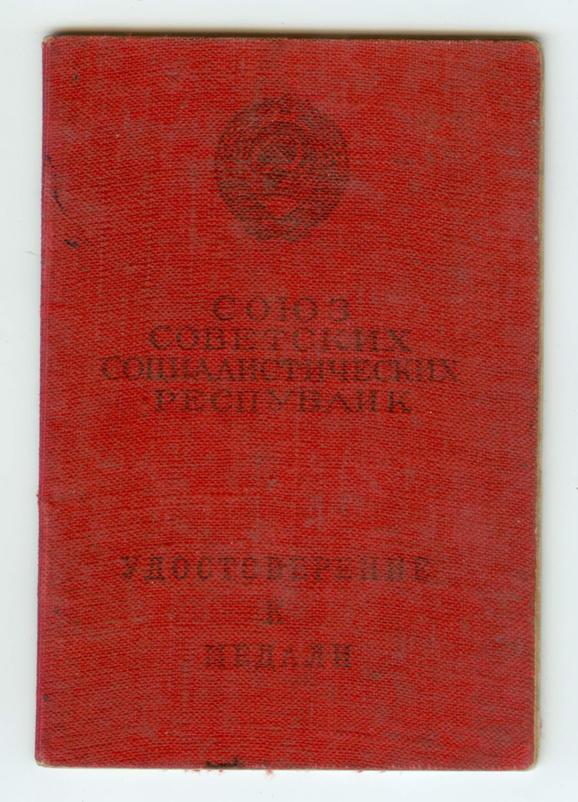 СОЮЗ
СОВЕТСКИХ
СОЦИАЛИСТИЧЕСКИХ
РЕСПУБЛИК
УДОСТОВЕРЕНИЕ
К
МЕДАЛИ